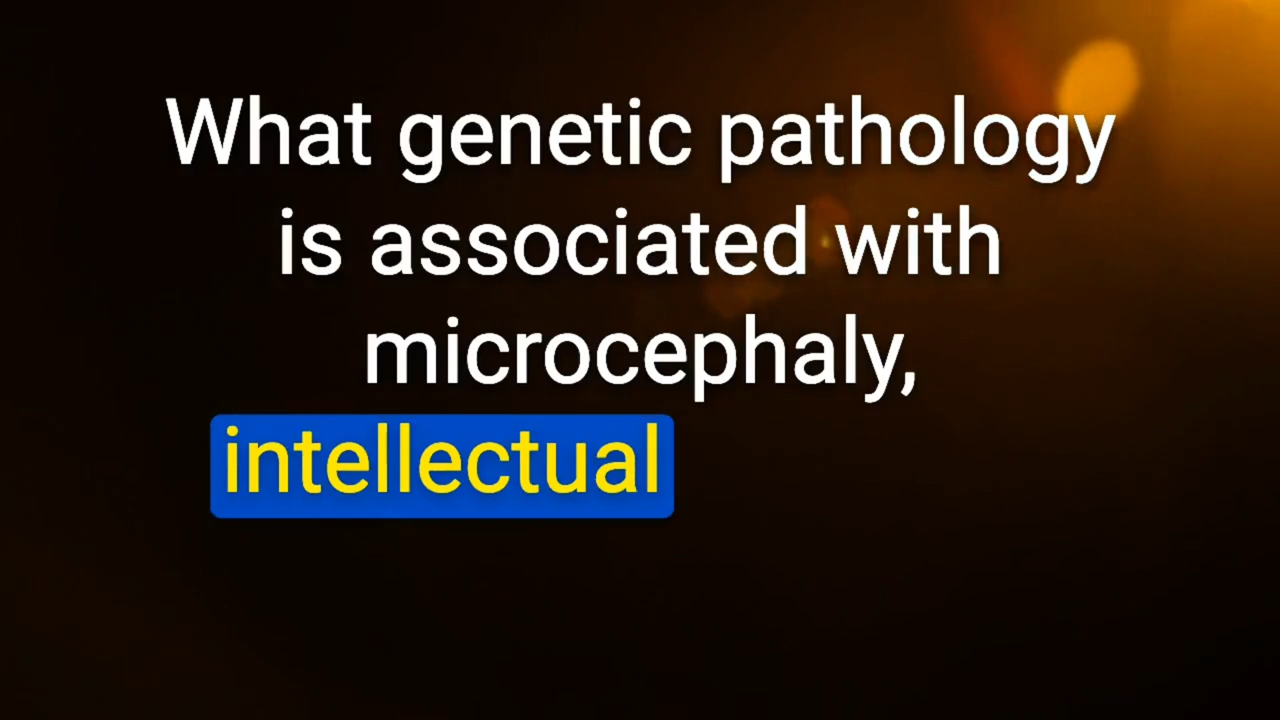 What genetic pathology
is associated with
microcephaly,
intellectual